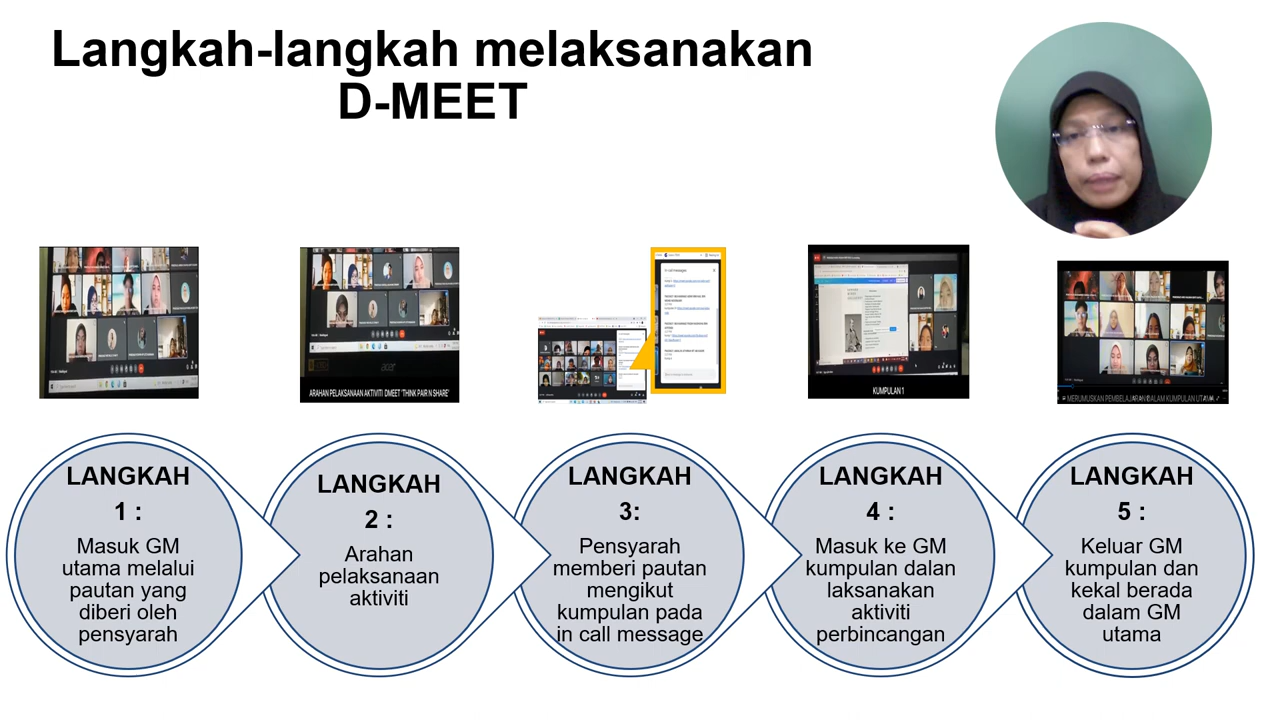 Langkah-langkah melaksanakan
D-MEET
ARAHAN PELAKSANAAN AKTIVITI DMEET 'THINK PAIR N SHARE'
KUMPULAN 1
MERUMUSKAN PEMBELAJARAN DALAM KUMPULAN UTAMA
LANGKAH
1 :
Masuk GM
utama melalui
pautan yang
diberi oleh
pensyarah
LANGKAH
2 :
Arahan
pelaksanaan
aktiviti
LANGKAH
3:
Pensyarah
memberi pautan
mengikut
kumpulan pada
in call message
LANGKAH
4 :
Masuk ke GM
kumpulan dalan
laksanakan
aktiviti
perbincangan
LANGKAH
5 :
Keluar GM
kumpulan dan
kekal berada
dalam GM
utama